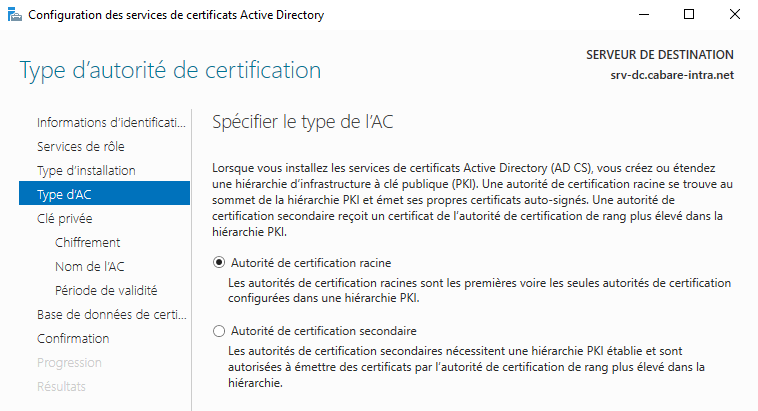 Configuration des services de certificats Active Directory
Type d’autorité de certification
SERVEUR DE DESTINATION
srv-dc.cabare-intra.net
Informations d’identificati...
Services de rôle
Type d’installation
Type d’AC
Clé privée
Chiffrement
Nom de l’AC
Période de validité
Base de données de certi...
Confirmation
Progression
Résultats
Spécifier le type de l’AC
Lorsque vous installez les services de certificats Active Directory (AD CS), vous créez ou étendez
une hiérarchie d’infrastructure à clé publique (PKI). Une autorité de certification racine se trouve au
sommet de la hiérarchie PKI et émet ses propres certificats auto-signés. Une autorité de
certification secondaire reçoit un certificat de l’autorité de certification de rang plus élevé dans la
hiérarchie PKI.
Autorité de certification racine
Les autorités de certification racines sont les premières voire les seules autorités de certification
configurées dans une hiérarchie PKI.
Autorité de certification secondaire
Les autorités de certification secondaires nécessitent une hiérarchie PKI établie et sont
autorisées à émettre des certificats par l’autorité de certification de rang plus élevé dans la
hiérarchie.